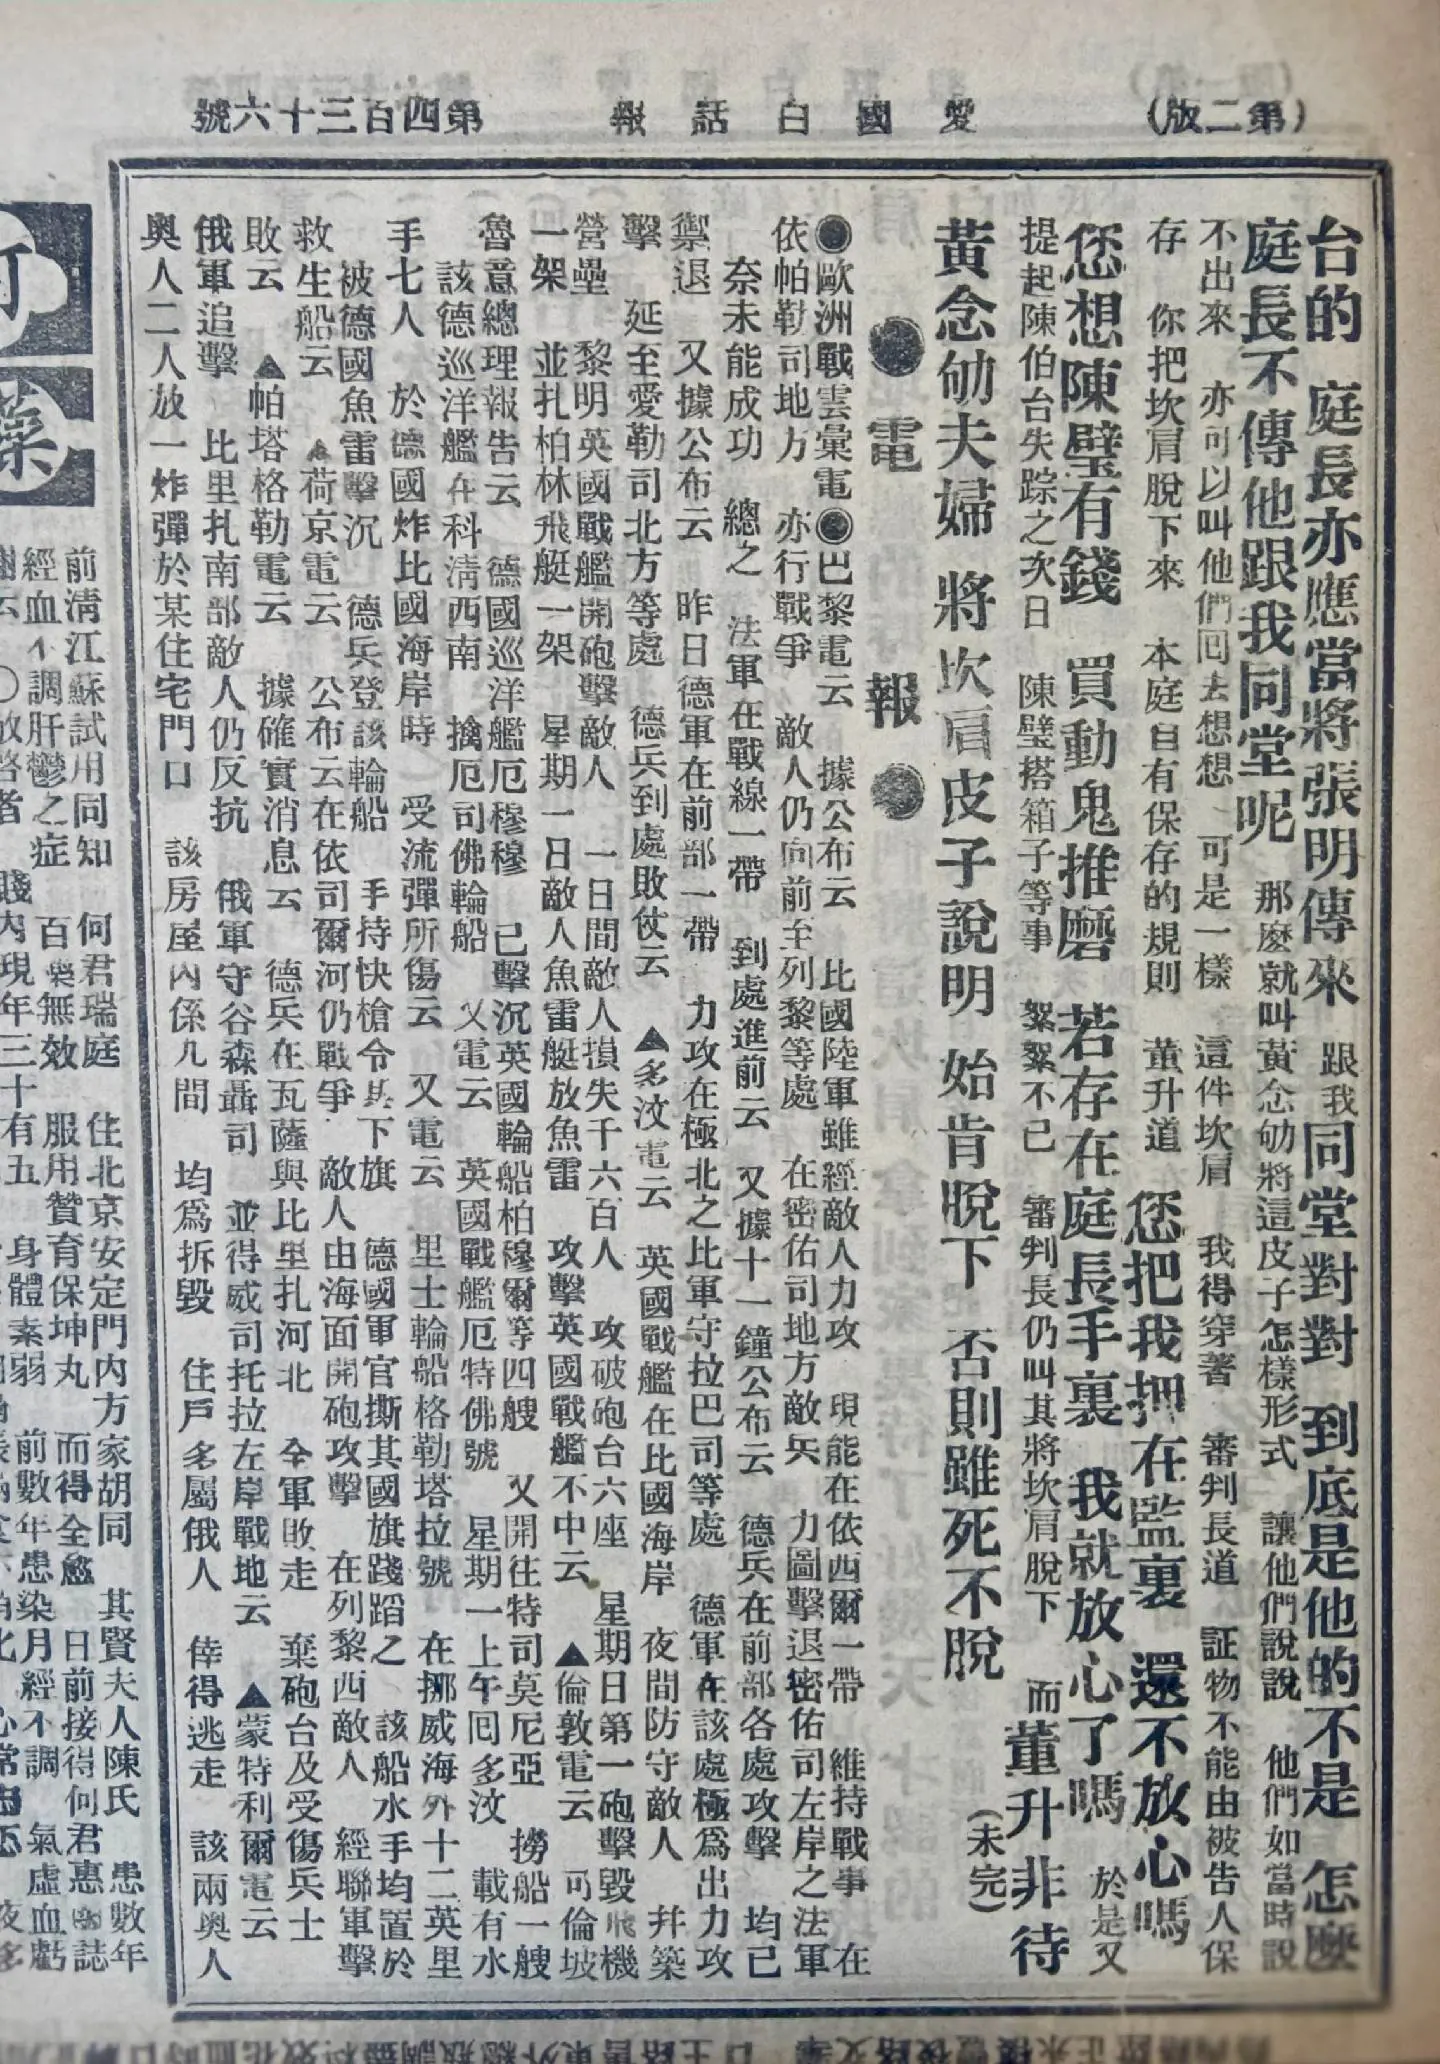 (第二版) 愛國白話報 第四百三十六號
台的 庭長亦應當將張明傳來 跟我同堂對對 到底是他的不是 怎麽
庭長不傳他跟我同堂呢 那麽就叫黃念劬將這皮子怎樣形式 讓他們說說 他們如當時說
不出來 亦可以叫他們回去想想 可是一樣 這件坎肩 我得穿著 審判長道 証物不能由被告人保
存 你把坎肩脫下來 本庭自有保存的規則 董升道 您把我押在監裏 還不放心嗎
您想陳璧有錢 買動鬼推磨 若存在庭長手裏 我就放心了嗎 於是又
提起陳伯台失踪之次日 陳璧搭箱子等事 絮絮不已 審判長仍叫其將坎肩脫下 而董升非待
黃念劬夫婦 將坎肩皮子說明 始肯脫下 否則雖死不脫 (未完)
●電報●
●歐洲戰雲彙電●巴黎電云 據公布云 比國陸軍雖經敵人力攻 現能在依西爾一帶 維持戰事 在
依帕勒司地方 亦行戰爭 敵人仍向前至列黎等處 在密佑司地方敵兵 力圖擊退密佑司左岸之法軍
奈未能成功 總之 法軍在戰線一帶 到處進前云 又據十一鐘公布云 德兵在前部各處攻擊 均已
禦退 又據公布云 昨日德軍在前部一帶 力攻在極北之比軍守拉巴司等處 德軍在該處極爲出力攻
擊 延至愛勒司北方等處 德兵到處敗仗云 ▲多汶電云 英國戰艦在比國海岸 夜間防守敵人 幷築
營壘 黎明英國戰艦開砲擊敵人 一日間敵人損失千六百人 攻破砲台六座 星期日第一砲擊毀飛機
一架 並扎柏林飛艇一架 星期一日敵人魚雷艇放魚雷 攻擊英國戰艦不中云 ▲倫敦電云 可倫坡
魯意總理報告云 德國巡洋艦厄穆穆 已擊沉英國輪船柏穆爾等四艘 又開往特司莫尼亞 撈船一艘
該德巡洋艦在科淸西南 擒厄司佛輪船 又電云 英國戰艦厄特佛號 星期一上午回多汶 載有水
手七人 於德國炸比國海岸時 受流彈所傷云 又電云 里士輪船格勒塔拉號 在挪威海外十二英里
被德國魚雷擊沉 德兵登該輪船 手持快槍令其下旗 德國軍官撕其國旗踐蹈之 該船水手均置於
救生船云 ▲荷京電云 公布云在依司爾河仍戰爭 敵人由海面開砲攻擊 在列黎西敵人 經聯軍擊
敗云 ▲帕塔格勒電云 據確實消息云 德兵在瓦薩與比里扎河北 全軍敗走 棄砲台及受傷兵士
俄軍追擊 比里扎南部敵人仍反抗 俄軍守谷森聶司 並得威司托拉左岸戰地云 ▲蒙特利爾電云
奧人二人放一炸彈於某住宅門口 該房屋內係九間 均爲拆毀 住戶多屬俄人 倖得逃走 該兩奧人
前淸江蘇試用同知 何君瑞庭 住北京安定門內方家胡同 其賢夫人陳氏 患數年
經血不調肝鬱之症 百藥無效 服用贊育保坤丸 而得全愈 日前接得何君惠函誌